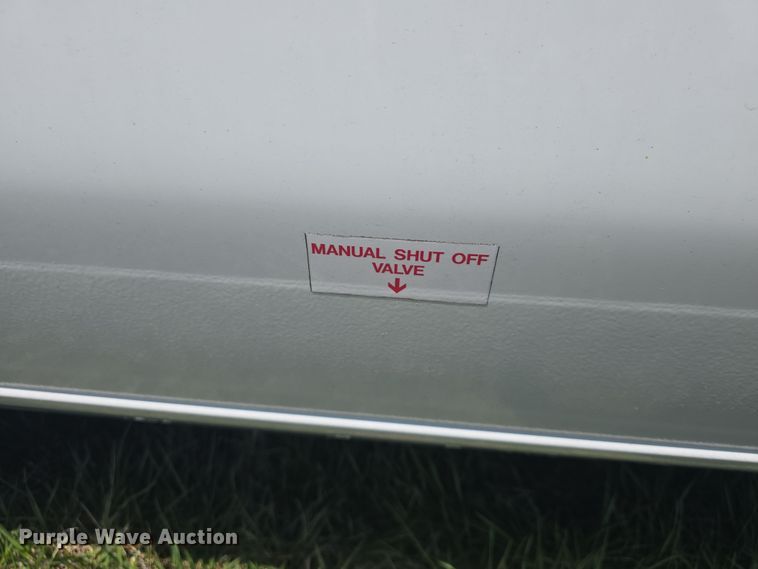 MANUAL SHUT OFF
VALVE
Purple Wave Auction